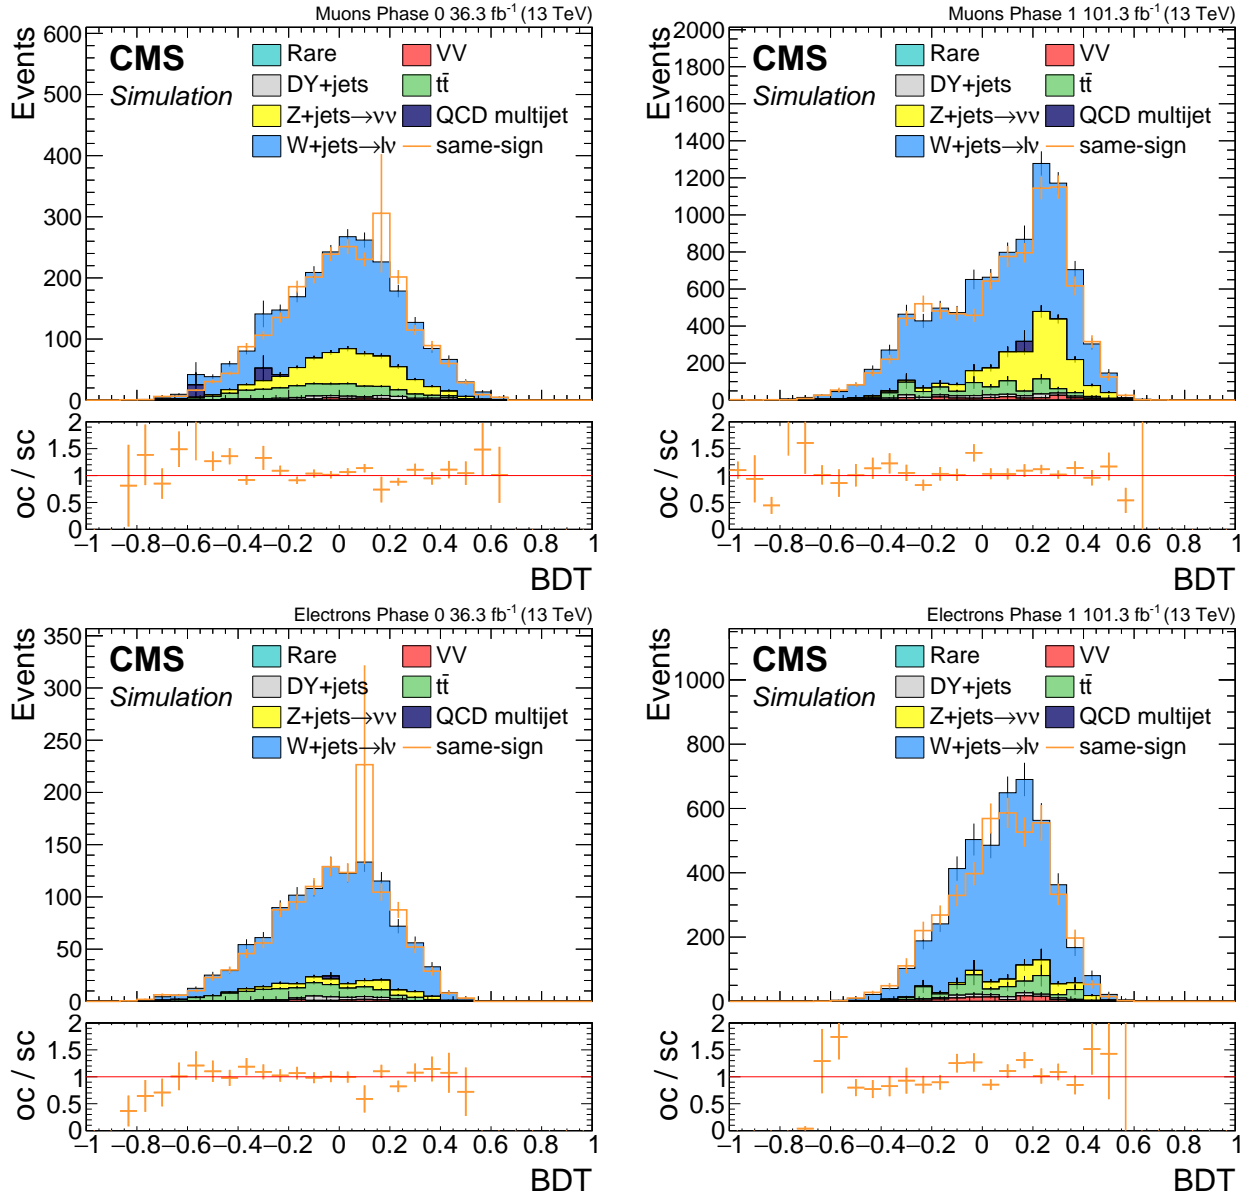 Muons Phase 0 36.3 fb⁻¹ (13 TeV)
Events
600
500
400
300
200
100
0
CMS
Simulation
Rare
VV
DY+jets
tt̄
Z+jets→νν
QCD multijet
W+jets→lν
same-sign
oc / sc
2
1.5
1
0.5
0
−1 −0.8 −0.6 −0.4 −0.2 0 0.2 0.4 0.6 0.8 1
BDT
Muons Phase 1 101.3 fb⁻¹ (13 TeV)
Events
2000
1800
1600
1400
1200
1000
800
600
400
200
0
CMS
Simulation
Rare
VV
DY+jets
tt̄
Z+jets→νν
QCD multijet
W+jets→lν
same-sign
oc / sc
2
1.5
1
0.5
0
−1 −0.8 −0.6 −0.4 −0.2 0 0.2 0.4 0.6 0.8 1
BDT
Electrons Phase 0 36.3 fb⁻¹ (13 TeV)
Events
350
300
250
200
150
100
50
0
CMS
Simulation
Rare
VV
DY+jets
tt̄
Z+jets→νν
QCD multijet
W+jets→lν
same-sign
oc / sc
2
1.5
1
0.5
0
−1 −0.8 −0.6 −0.4 −0.2 0 0.2 0.4 0.6 0.8 1
BDT
Electrons Phase 1 101.3 fb⁻¹ (13 TeV)
Events
1000
800
600
400
200
0
CMS
Simulation
Rare
VV
DY+jets
tt̄
Z+jets→νν
QCD multijet
W+jets→lν
same-sign
oc / sc
2
1.5
1
0.5
0
−1 −0.8 −0.6 −0.4 −0.2 0 0.2 0.4 0.6 0.8 1
BDT